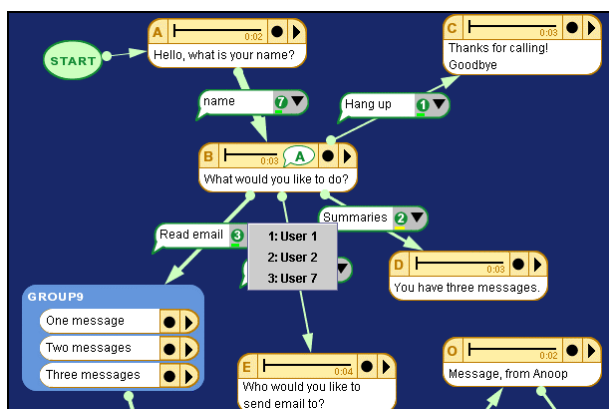 START
A
0:02
Hello, what is your name?
C
0:03
Thanks for calling!
Goodbye
name 7
Hang up 1
B
0:03
A
What would you like to do?
Read email 3
Summaries 2
1: User 1
2: User 2
3: User 7
D
0:03
You have three messages.
GROUP9
One message
Two messages
Three messages
E
0:04
Who would you like to
send email to?
O
0:02
Message, from Anoop